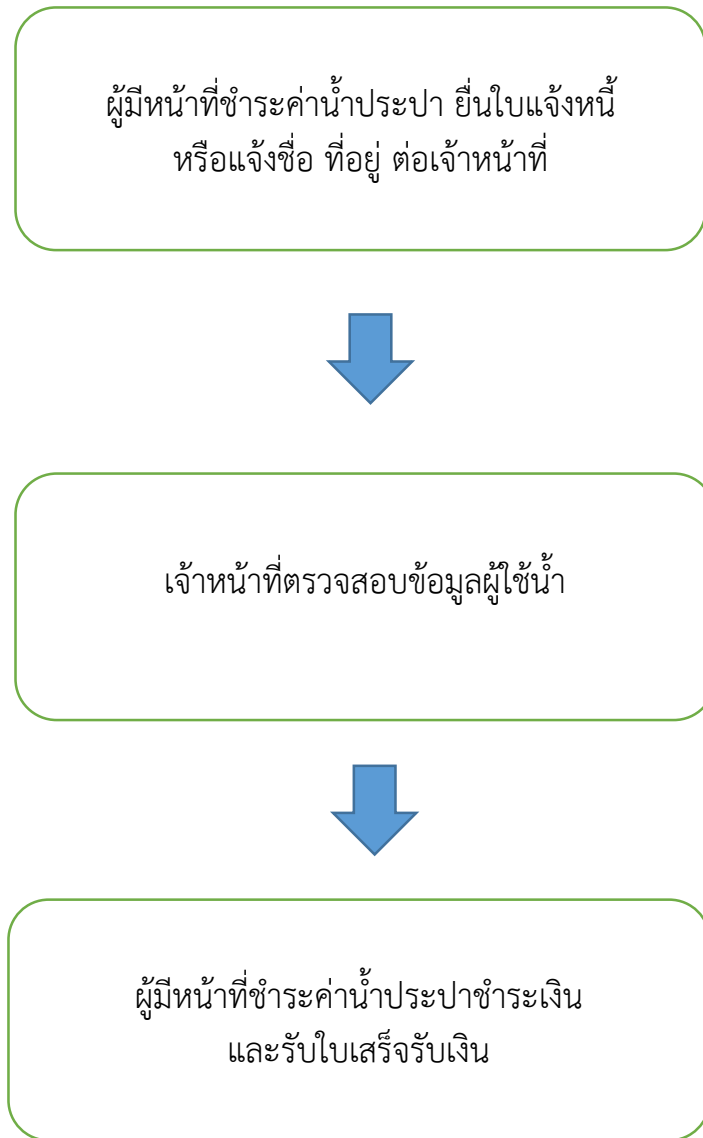 ผู้มีหน้าที่ชำระค่าน้ำประปา ยื่นใบแจ้งหนี้
หรือแจ้งชื่อ ที่อยู่ ต่อเจ้าหน้าที่
เจ้าหน้าที่ตรวจสอบข้อมูลผู้ใช้น้ำ
ผู้มีหน้าที่ชำระค่าน้ำประปาชำระเงิน
และรับใบเสร็จรับเงิน